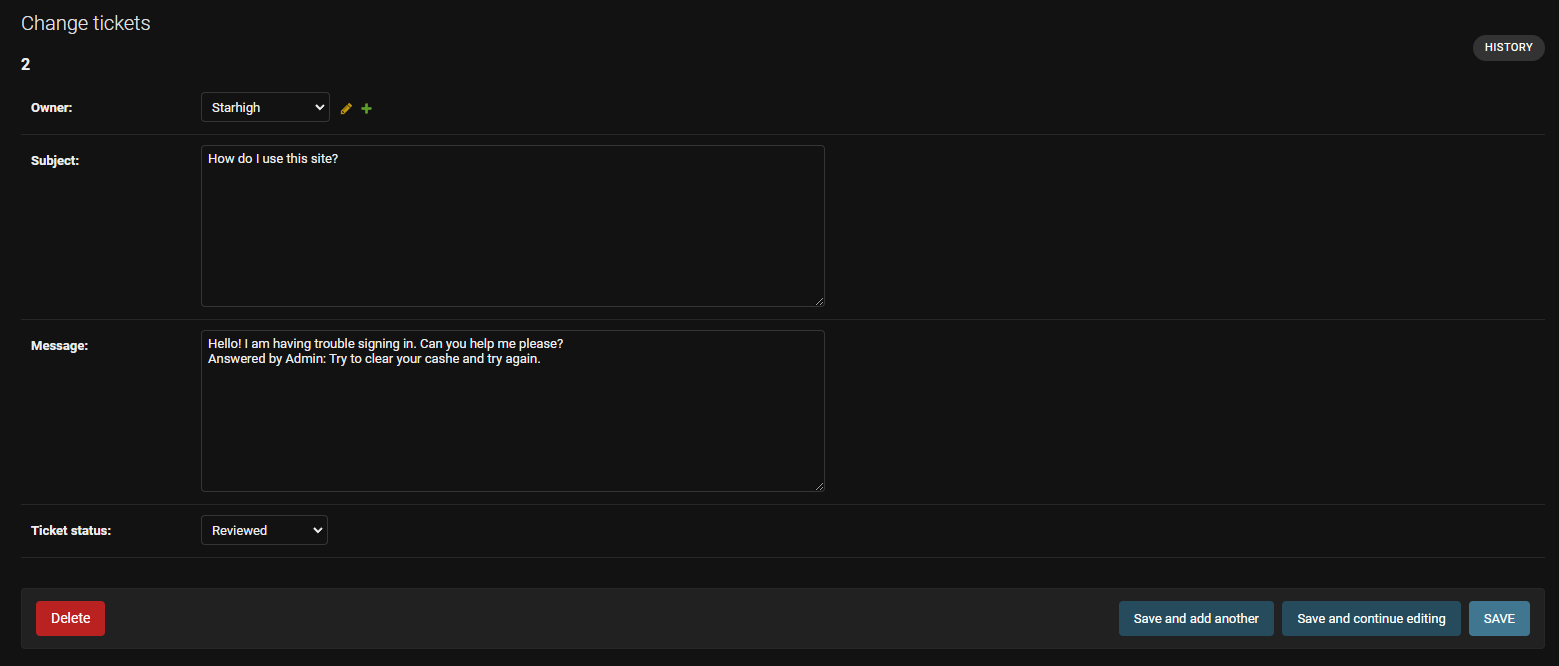 Change tickets
HISTORY
2
Owner:
Starhigh
Subject:
How do I use this site?
Message:
Hello! I am having trouble signing in. Can you help me please?
Answered by Admin: Try to clear your cashe and try again.
Ticket status:
Reviewed
Delete
Save and add another
Save and continue editing
SAVE